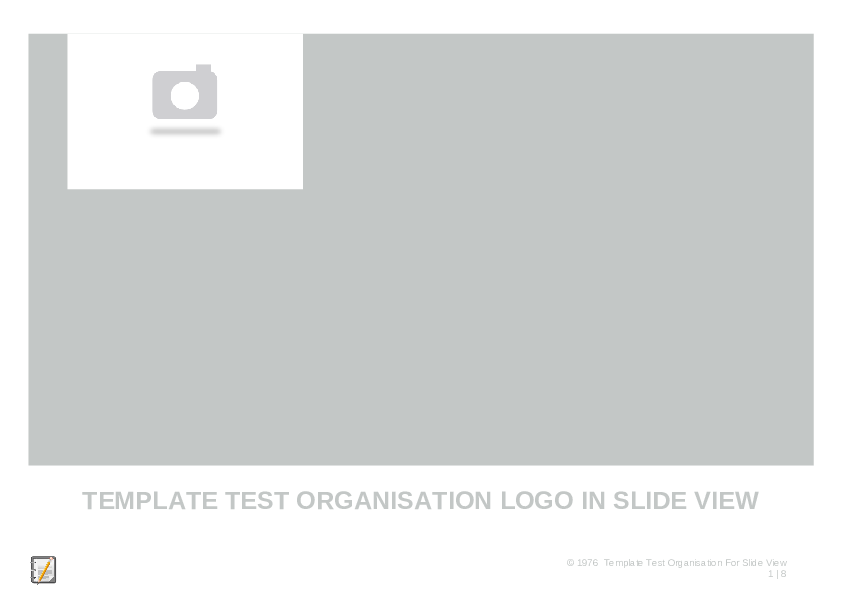 TEMPLATE TEST ORGANISATION LOGO IN SLIDE VIEW
© 1976 Template Test Organisation For Slide View
1 | 8